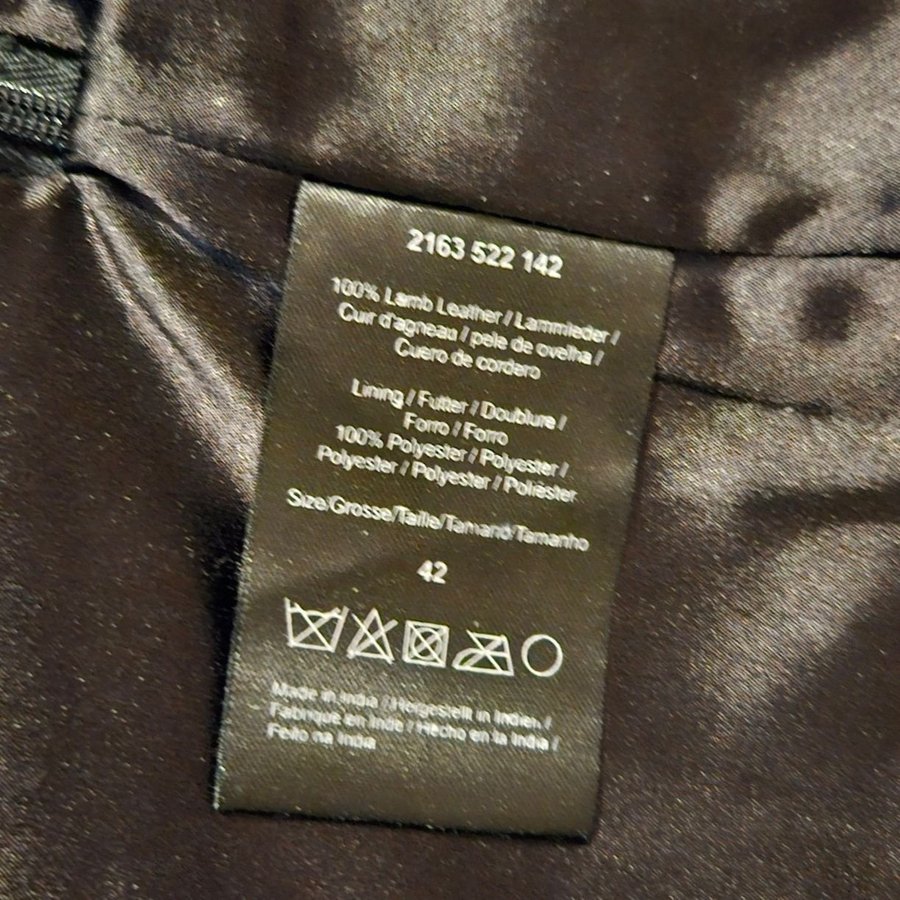 2163 522 142
100% Lamb Leather / Lammleder /
Cuir d'agneau / pele de ovelha /
Cuero de cordero
Lining / Futter / Doublure /
Forro / Forro
100% Polyester / Polyester /
Polyester / Polyester / Poliéster
Size/Grosse/Taille/Tamano/Tamanho
42
Made in India / Hergestellt in Indien /
Fabrique en Inde / Hecho en la India /
Feito na India